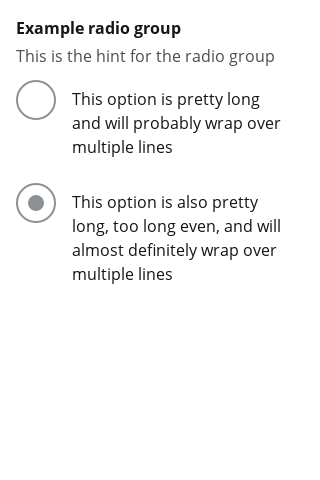 Example radio group
This is the hint for the radio group
This option is pretty long
and will probably wrap over
multiple lines
This option is also pretty
long, too long even, and will
almost definitely wrap over
multiple lines